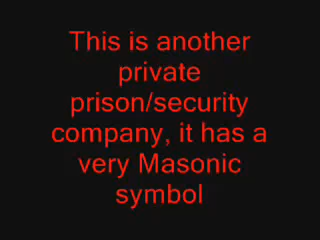 This is another
private
prison/security
company, it has a
very Masonic
symbol